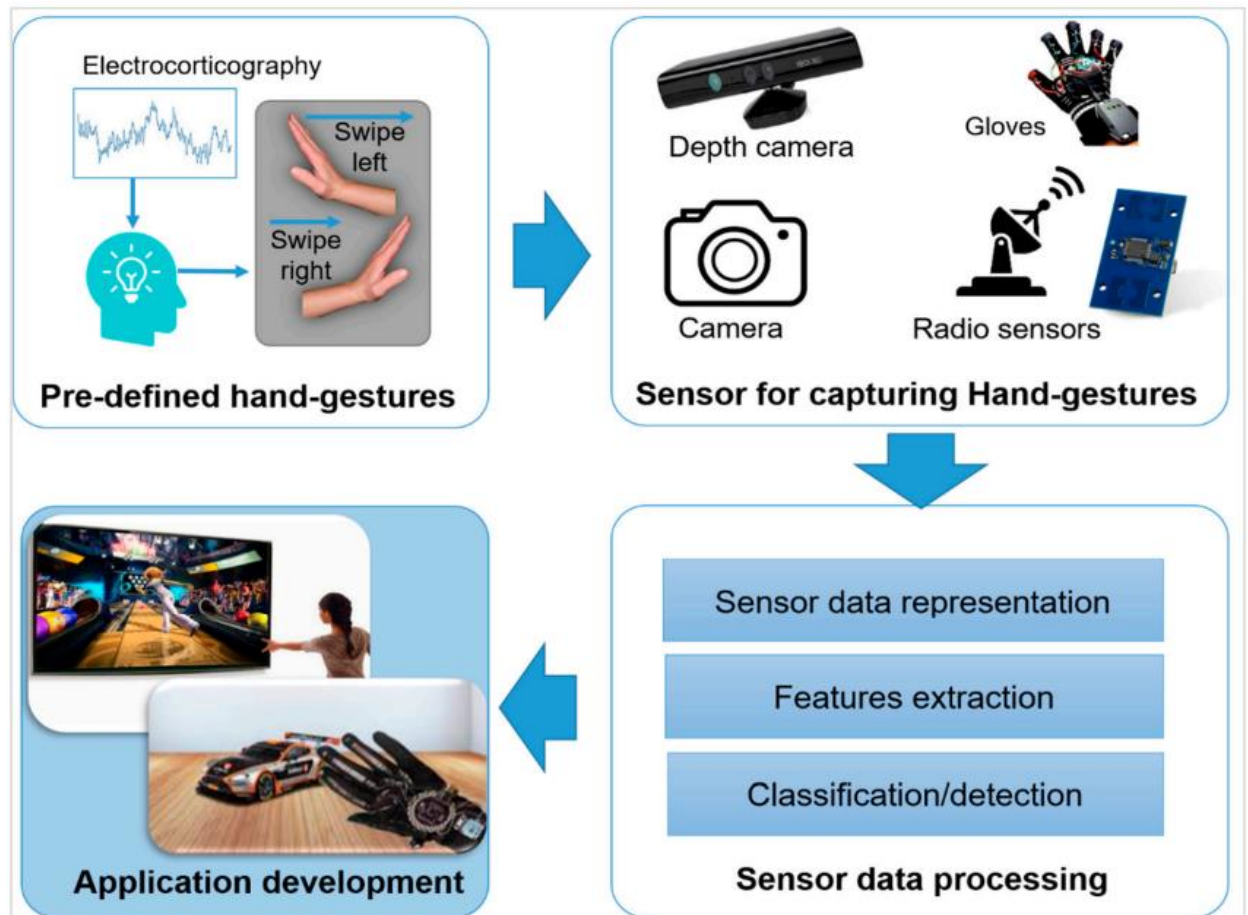 Electrocorticography
Swipe
left
Swipe
right
Pre-defined hand-gestures
Depth camera
Gloves
Camera
Radio sensors
Sensor for capturing Hand-gestures
Sensor data representation
Features extraction
Classification/detection
Sensor data processing
Application development